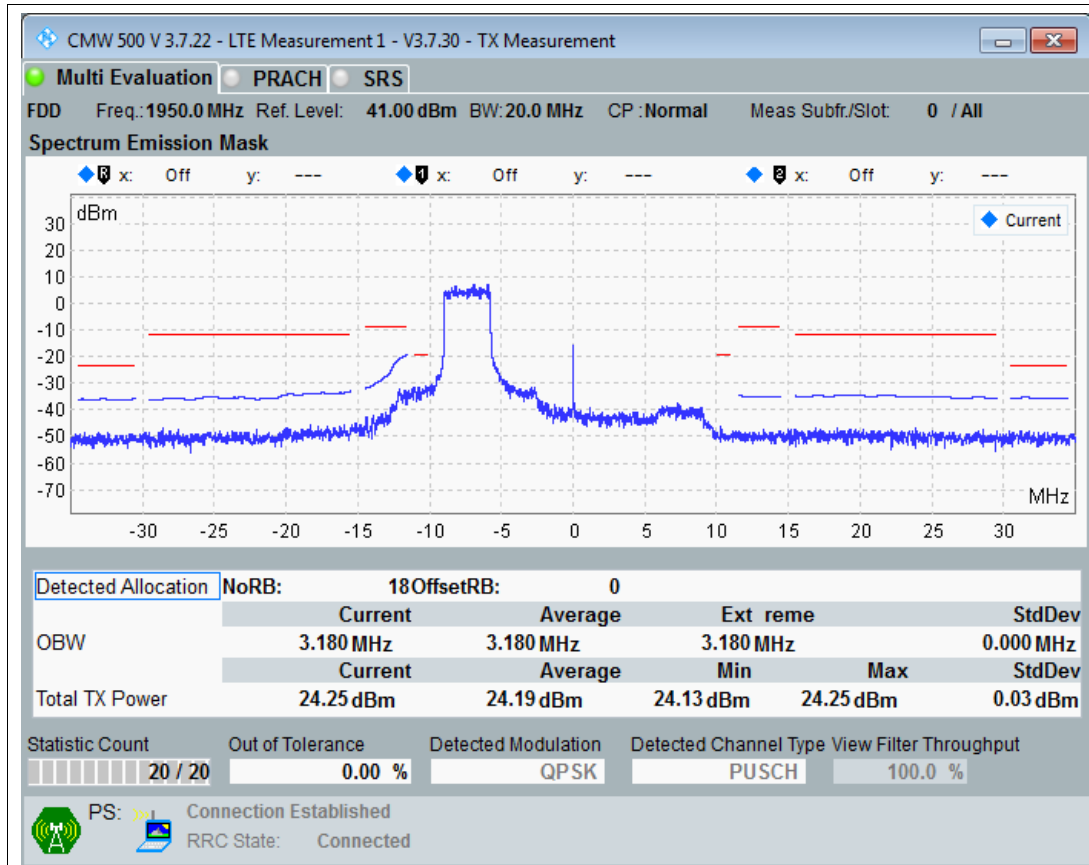 CMW 500 V 3.7.22 - LTE Measurement 1 - V3.7.30 - TX Measurement
Multi Evaluation PRACH SRS
FDD Freq.: 1950.0 MHz Ref. Level: 41.00 dBm BW: 20.0 MHz CP : Normal Meas Subfr./Slot: 0 / All
Spectrum Emission Mask
R x: Off y: --- 1 x: Off y: --- 2 x: Off y: ---
dBm
Current
30
20
10
0
-10
-20
-30
-40
-50
-60
-70
MHz
-30 -25 -20 -15 -10 -5 0 5 10 15 20 25 30
Detected Allocation NoRB: 18 OffsetRB: 0
Current Average Ext reme StdDev
OBW 3.180 MHz 3.180 MHz 3.180 MHz 0.000 MHz
Current Average Min Max StdDev
Total TX Power 24.25 dBm 24.19 dBm 24.13 dBm 24.25 dBm 0.03 dBm
Statistic Count Out of Tolerance Detected Modulation Detected Channel Type View Filter Throughput
20 / 20 0.00 % QPSK PUSCH 100.0 %
PS: Connection Established
RRC State: Connected